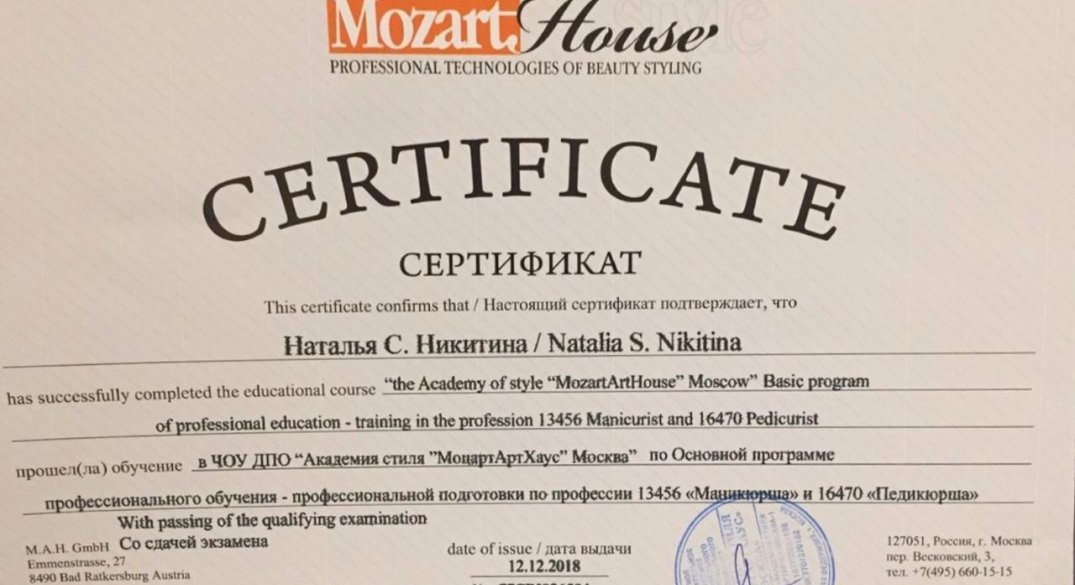 Mozart House
PROFESSIONAL TECHNOLOGIES OF BEAUTY STYLING
CERTIFICATE
СЕРТИФИКАТ
This certificate confirms that / Настоящий сертификат подтверждает, что
Наталья С. Никитина / Natalia S. Nikitina
has successfully completed the educational course "the Academy of style "MozartArtHouse" Moscow" Basic program
of professional education - training in the profession 13456 Manicurist and 16470 Pedicurist
прошел(ла) обучение в ЧОУ ДПО "Академия стиля "МоцартАртХаус" Москва" по Основной программе
профессионального обучения - профессиональной подготовки по профессии 13456 «Маникюрша» и 16470 «Педикюрша»
With passing of the qualifying examination
Со сдачей экзамена
M.A.H. GmbH
Emmenstrasse, 27
8490 Bad Ratkersburg Austria
date of issue / дата выдачи
12.12.2018
127051, Россия, г. Москва
пер. Весковский, 3,
тел. +7(495) 660-15-15